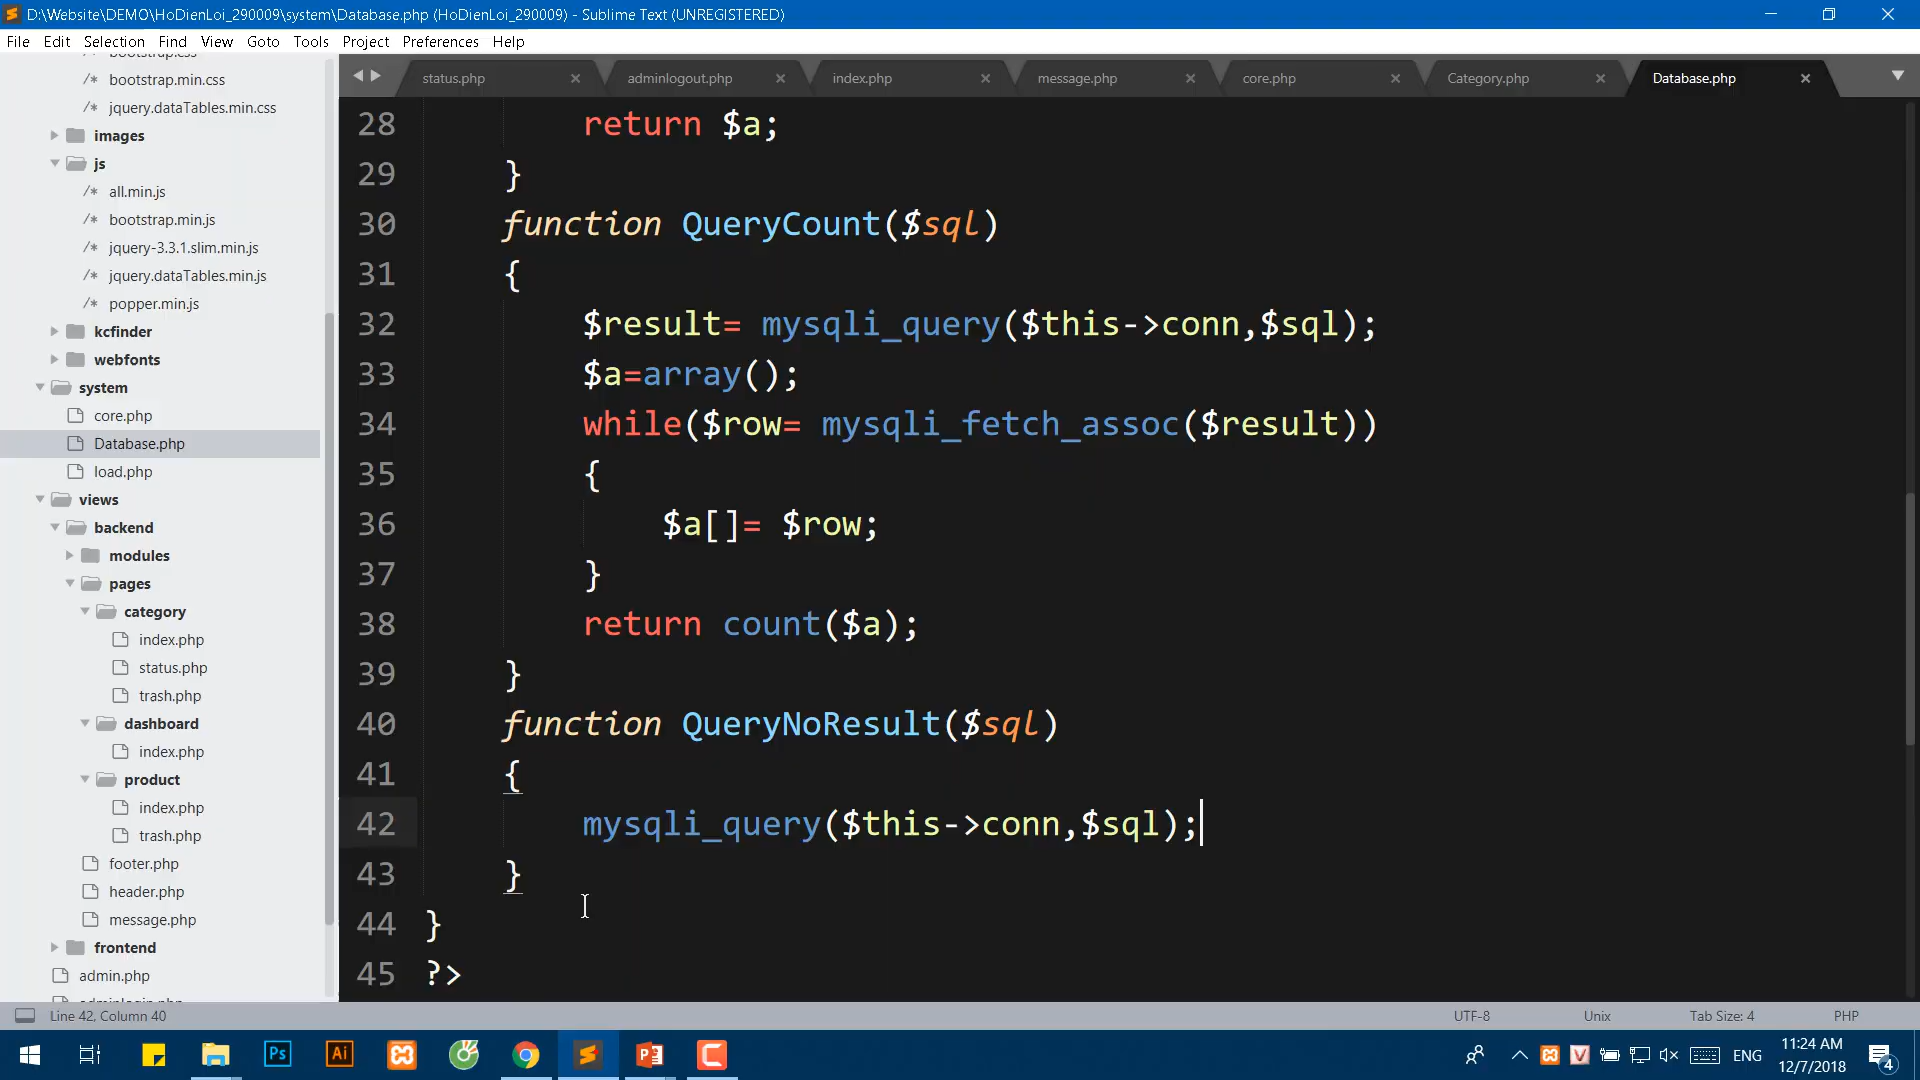 D:\Website\DEMO\HoDienLoi_290009\system\Database.php (HoDienLoi_290009) - Sublime Text (UNREGISTERED)
File Edit Selection Find View Goto Tools Project Preferences Help
status.php adminlogout.php index.php message.php core.php Category.php Database.php
bootstrap.css
/* bootstrap.min.css
/* jquery.dataTables.min.css
images
js
/* all.min.js
/* bootstrap.min.js
/* jquery-3.3.1.slim.min.js
/* jquery.dataTables.min.js
/* popper.min.js
kcfinder
webfonts
system
core.php
Database.php
load.php
views
backend
modules
pages
category
index.php
status.php
trash.php
dashboard
index.php
product
index.php
trash.php
footer.php
header.php
message.php
frontend
admin.php
adminlogin.php
28 return $a;
29 }
30 function QueryCount($sql)
31 {
32 $result= mysqli_query($this->conn,$sql);
33 $a=array();
34 while($row= mysqli_fetch_assoc($result))
35 {
36 $a[]= $row;
37 }
38 return count($a);
39 }
40 function QueryNoResult($sql)
41 {
42 mysqli_query($this->conn,$sql);
43 }
44 }
45 ?>
Line 42, Column 40 UTF-8 Unix Tab Size: 4 PHP
Ps Ai ENG 11:24 AM
12/7/2018 4